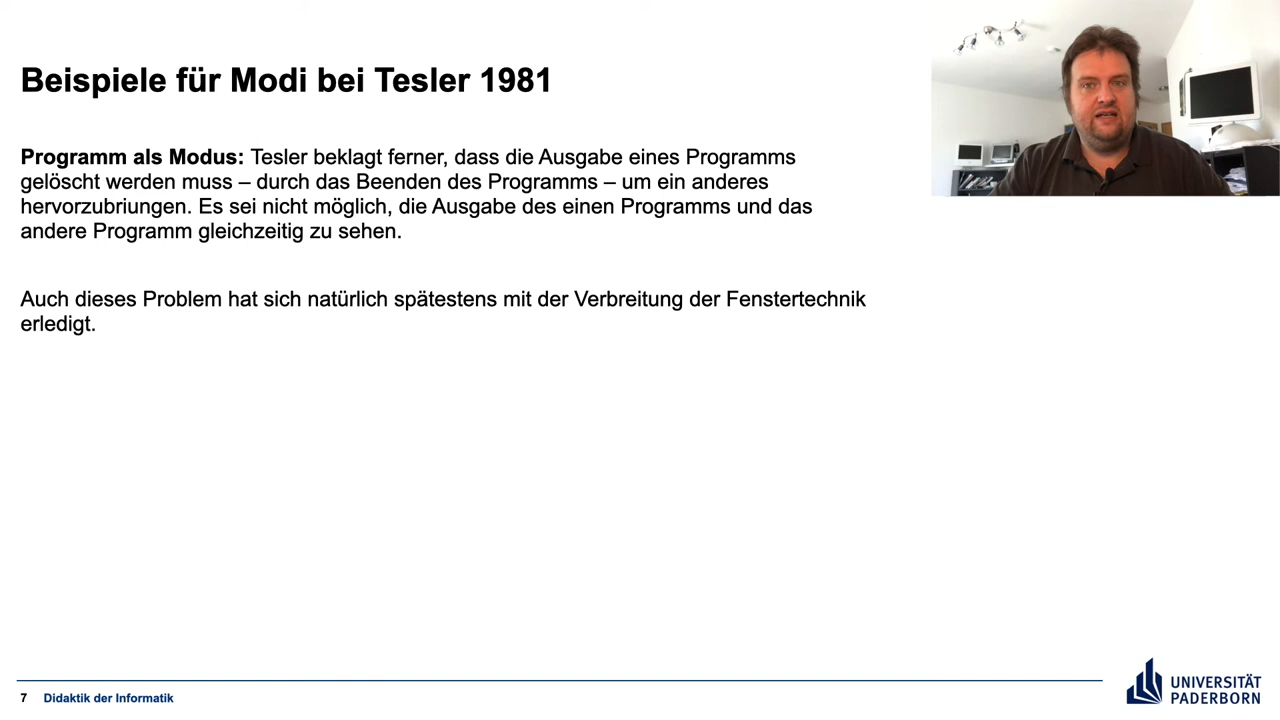 Beispiele für Modi bei Tesler 1981
Programm als Modus: Tesler beklagt ferner, dass die Ausgabe eines Programms
gelöscht werden muss – durch das Beenden des Programms – um ein anderes
hervorzubriungen. Es sei nicht möglich, die Ausgabe des einen Programms und das
andere Programm gleichzeitig zu sehen.
Auch dieses Problem hat sich natürlich spätestens mit der Verbreitung der Fenstertechnik
erledigt.
7 Didaktik der Informatik
UNIVERSITÄT
PADERBORN